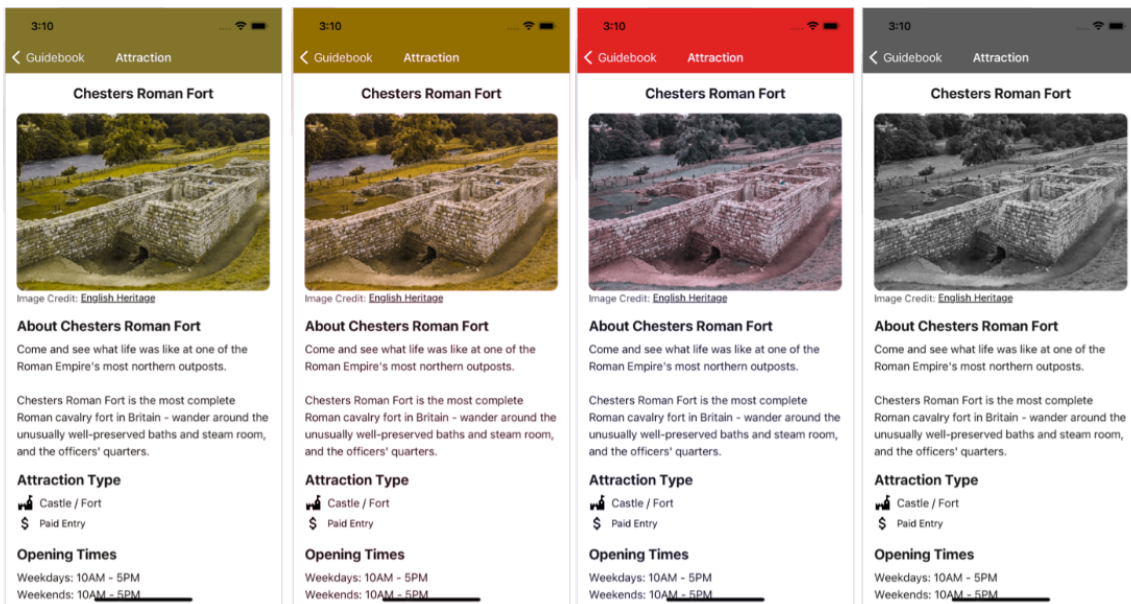 3:10
Guidebook Attraction
Chesters Roman Fort
Image Credit: English Heritage
About Chesters Roman Fort
Come and see what life was like at one of the
Roman Empire's most northern outposts.
Chesters Roman Fort is the most complete
Roman cavalry fort in Britain - wander around the
unusually well-preserved baths and steam room,
and the officers' quarters.
Attraction Type
Castle / Fort
$ Paid Entry
Opening Times
Weekdays: 10AM - 5PM
Weekends: 10AM - 5PM
3:10
Guidebook Attraction
Chesters Roman Fort
Image Credit: English Heritage
About Chesters Roman Fort
Come and see what life was like at one of the
Roman Empire's most northern outposts.
Chesters Roman Fort is the most complete
Roman cavalry fort in Britain - wander around the
unusually well-preserved baths and steam room,
and the officers' quarters.
Attraction Type
Castle / Fort
$ Paid Entry
Opening Times
Weekdays: 10AM - 5PM
Weekends: 10AM - 5PM
3:10
Guidebook Attraction
Chesters Roman Fort
Image Credit: English Heritage
About Chesters Roman Fort
Come and see what life was like at one of the
Roman Empire's most northern outposts.
Chesters Roman Fort is the most complete
Roman cavalry fort in Britain - wander around the
unusually well-preserved baths and steam room,
and the officers' quarters.
Attraction Type
Castle / Fort
$ Paid Entry
Opening Times
Weekdays: 10AM - 5PM
Weekends: 10AM - 5PM
3:10
Guidebook Attraction
Chesters Roman Fort
Image Credit: English Heritage
About Chesters Roman Fort
Come and see what life was like at one of the
Roman Empire's most northern outposts.
Chesters Roman Fort is the most complete
Roman cavalry fort in Britain - wander around the
unusually well-preserved baths and steam room,
and the officers' quarters.
Attraction Type
Castle / Fort
$ Paid Entry
Opening Times
Weekdays: 10AM - 5PM
Weekends: 10AM - 5PM